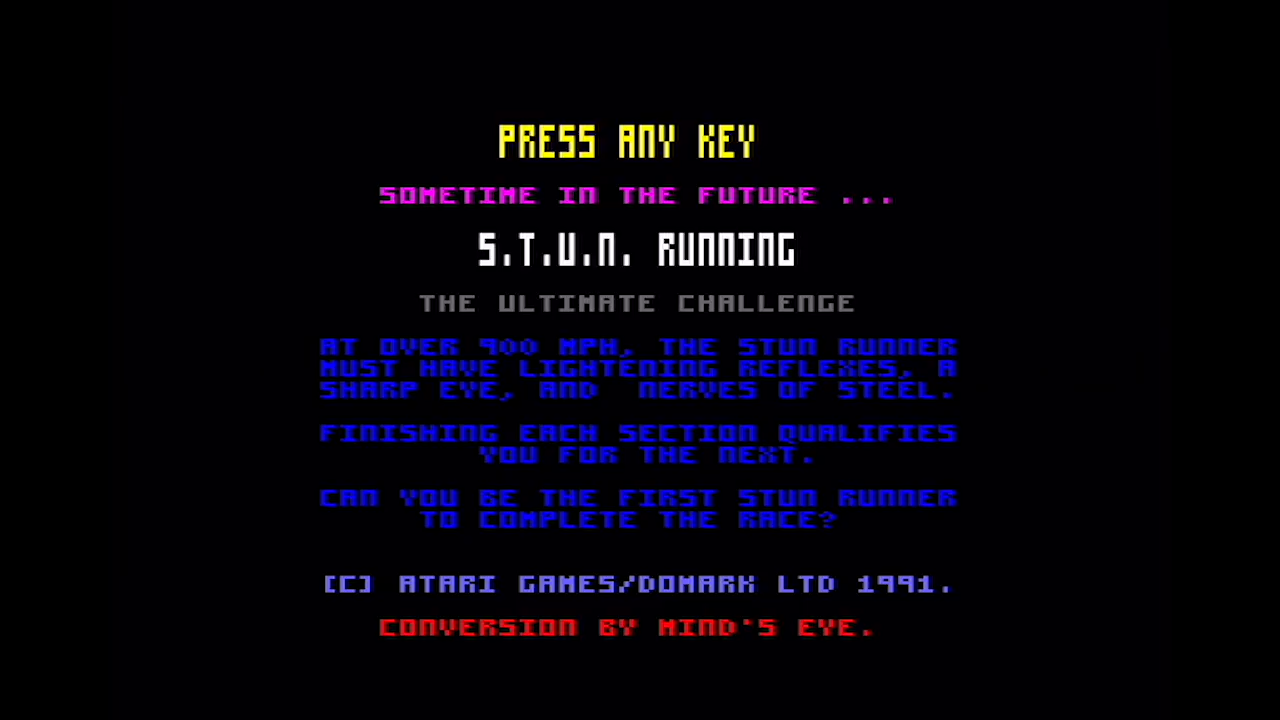 PRESS ANY KEY
SOMETIME IN THE FUTURE ...
S.T.U.N. RUNNING
THE ULTIMATE CHALLENGE
AT OVER 900 MPH, THE STUN RUNNER
MUST HAVE LIGHTENING REFLEXES, A
SHARP EYE, AND  NERVES OF STEEL.
FINISHING EACH SECTION QUALIFIES
YOU FOR THE NEXT.
CAN YOU BE THE FIRST STUN RUNNER
TO COMPLETE THE RACE?
[C] ATARI GAMES/DOMARK LTD 1991.
CONVERSION BY MIND'S EYE.